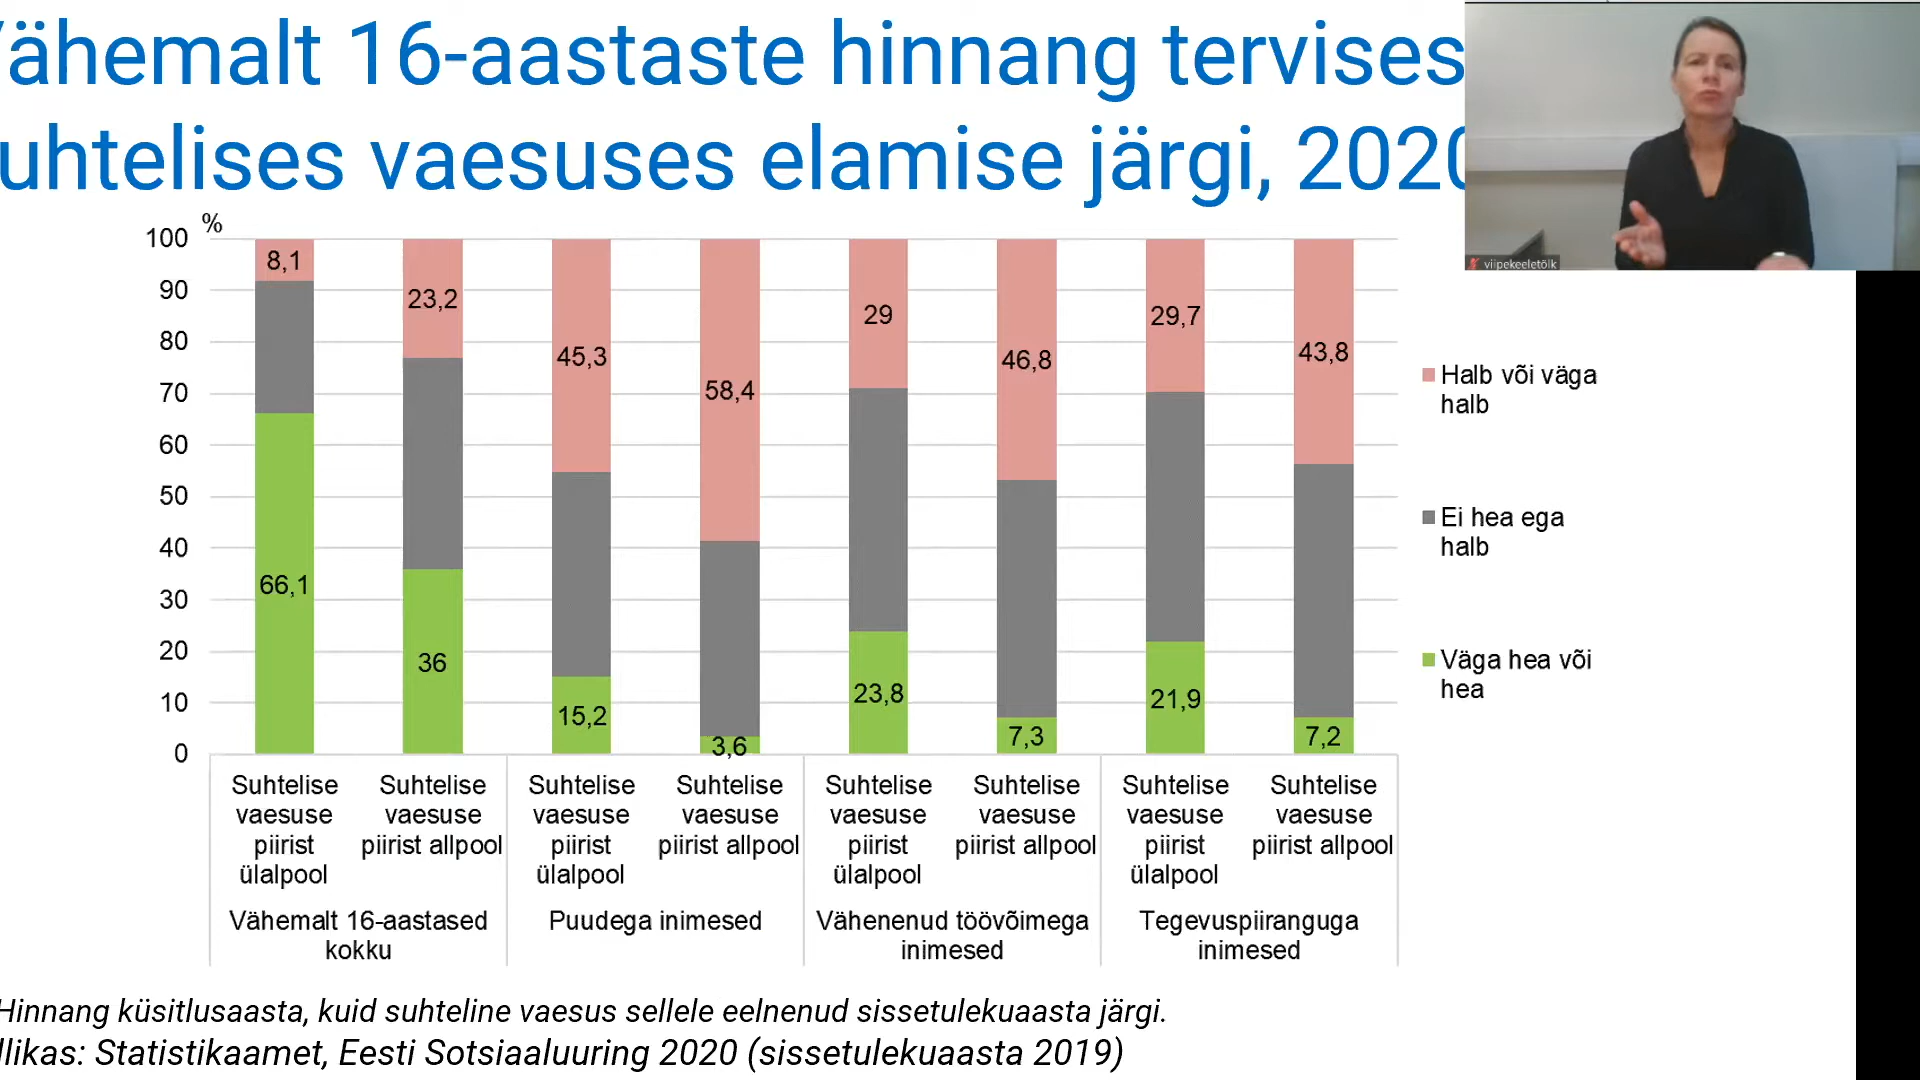 ähemalt 16-aastaste hinnang tervises
uhtelises vaesuses elamise järgi, 2020
viipekeeletõlk
%
100
90
80
70
60
50
40
30
20
10
0
8,1
66,1
23,2
36
45,3
15,2
58,4
3,6
29
23,8
46,8
7,3
29,7
21,9
43,8
7,2
Halb või väga
halb
Ei hea ega
halb
Väga hea või
hea
Suhtelise
vaesuse
piirist
ülalpool
Suhtelise
vaesuse
piirist allpool
Suhtelise
vaesuse
piirist
ülalpool
Suhtelise
vaesuse
piirist allpool
Suhtelise
vaesuse
piirist
ülalpool
Suhtelise
vaesuse
piirist allpool
Suhtelise
vaesuse
piirist
ülalpool
Suhtelise
vaesuse
piirist allpool
Vähemalt 16-aastased
kokku
Puudega inimesed
Vähenenud töövõimega
inimesed
Tegevuspiiranguga
inimesed
Hinnang küsitlusaasta, kuid suhteline vaesus sellele eelnenud sissetulekuaasta järgi.
llikas: Statistikaamet, Eesti Sotsiaaluuring 2020 (sissetulekuaasta 2019)